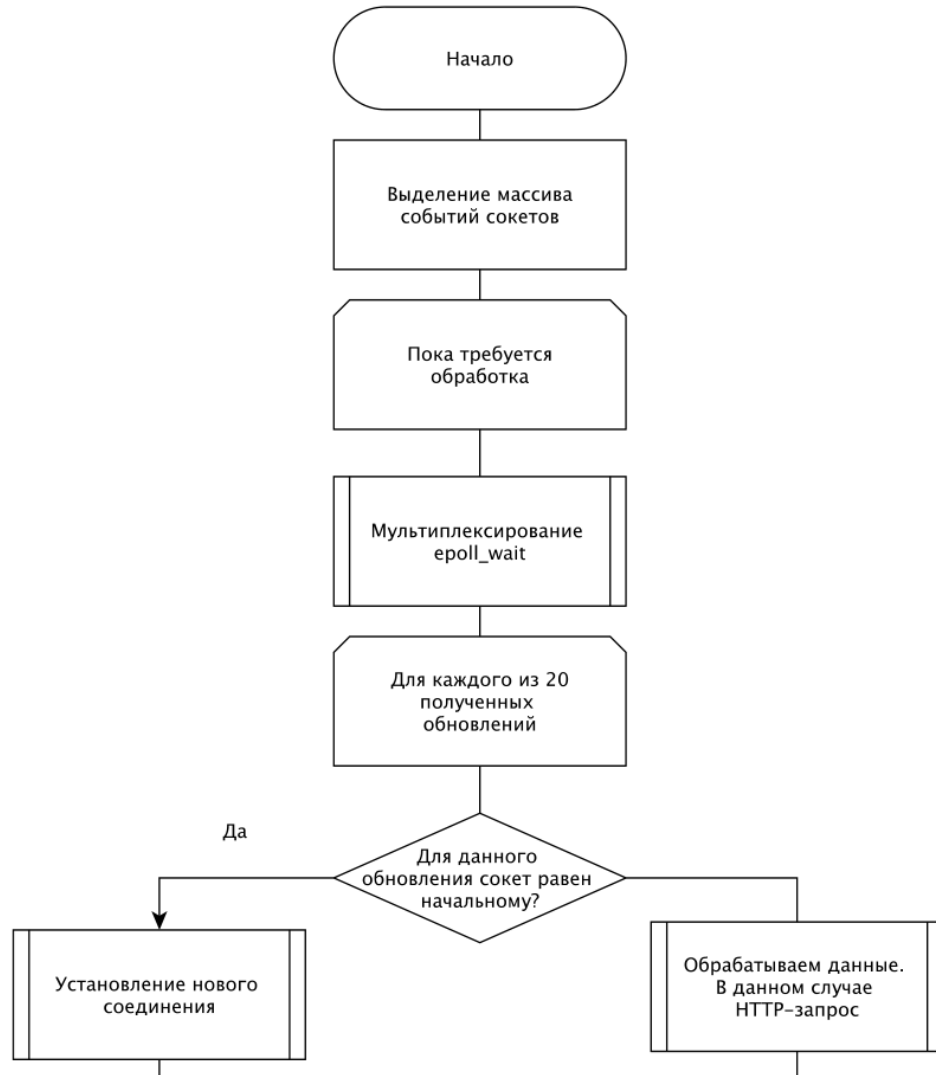 Начало
Выделение массива
событий сокетов
Пока требуется
обработка
Мультиплексирование
epoll_wait
Для каждого из 20
полученных
обновлений
Да
Для данного
обновления сокет равен
начальному?
Установление нового
соединения
Обрабатываем данные.
В данном случае
HTTP-запрос